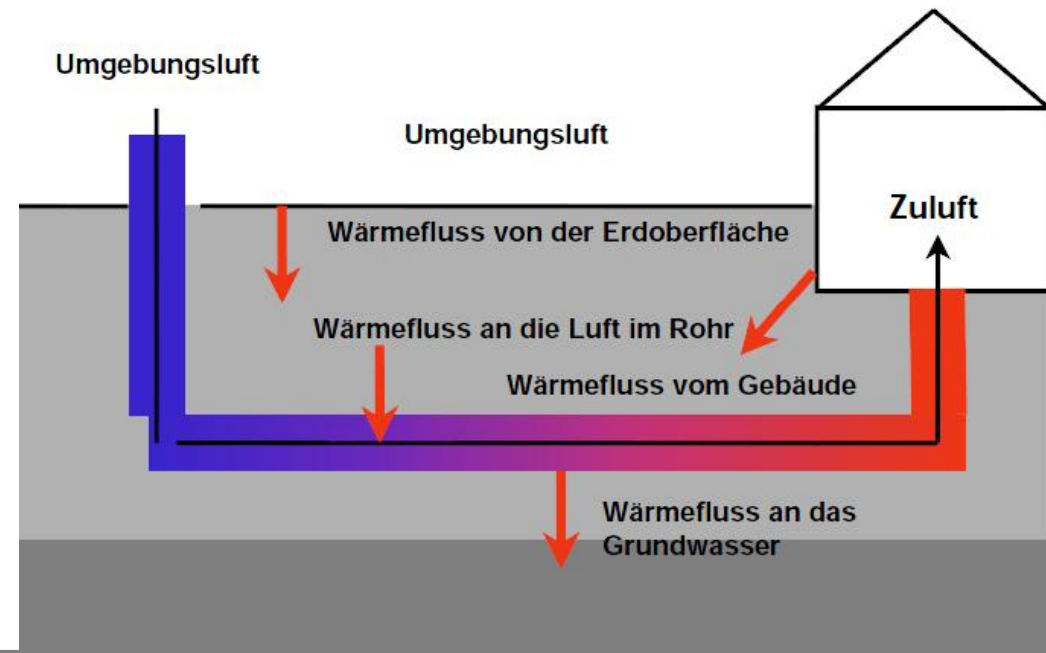 Umgebungsluft
Umgebungsluft
Zuluft
Wärmefluss von der Erdoberfläche
Wärmefluss an die Luft im Rohr
Wärmefluss vom Gebäude
Wärmefluss an das
Grundwasser